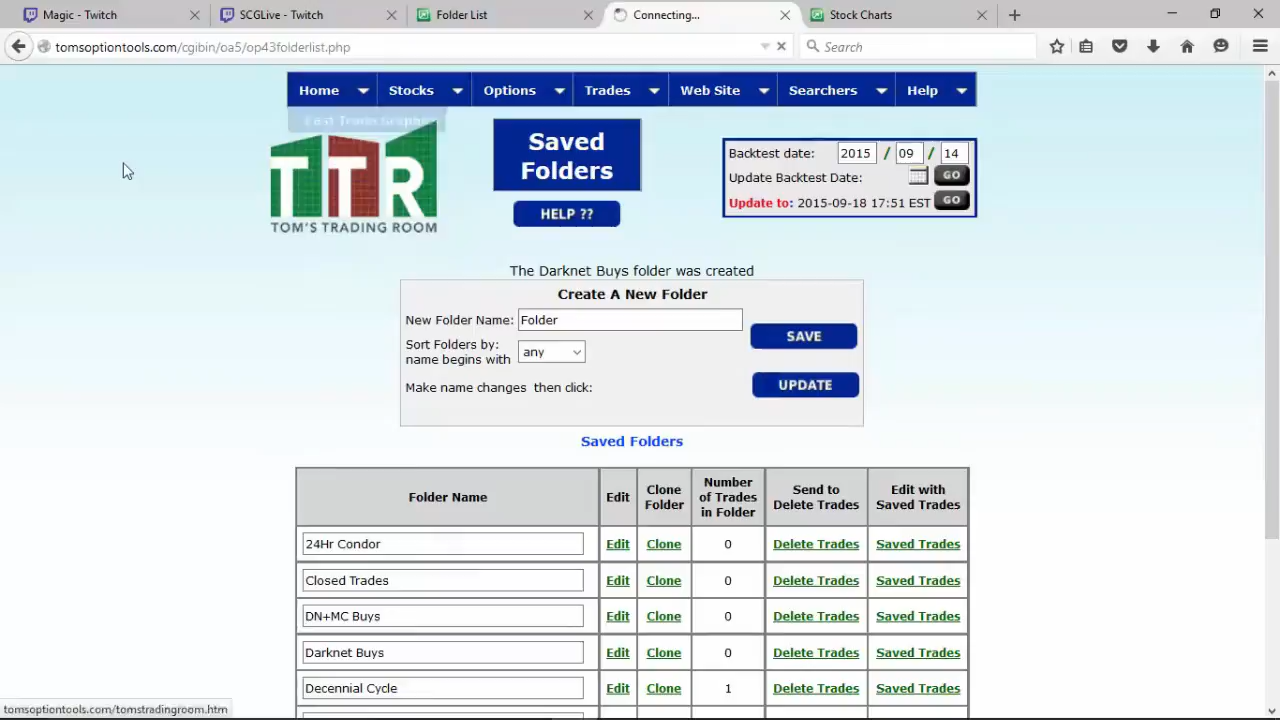 Magic - Twitch
SCGLive - Twitch
Folder List
Connecting...
Stock Charts
tomsoptiontools.com/cgibin/oa5/op43folderlist.php
Search
Home
Stocks
Options
Trades
Web Site
Searchers
Help
TTR
TOM'S TRADING ROOM
Saved
Folders
HELP ??
Backtest date: 2015 / 09 / 14
Update Backtest Date: GO
Update to: 2015-09-18 17:51 EST GO
The Darknet Buys folder was created
Create A New Folder
New Folder Name: Folder
SAVE
Sort Folders by:
name begins with
any
Make name changes then click:
UPDATE
Saved Folders
Folder Name
Edit
Clone
Folder
Number
of Trades
in Folder
Send to
Delete Trades
Edit with
Saved Trades
24Hr Condor Edit Clone 0 Delete Trades Saved Trades
Closed Trades Edit Clone 0 Delete Trades Saved Trades
DN+MC Buys Edit Clone 0 Delete Trades Saved Trades
Darknet Buys Edit Clone 0 Delete Trades Saved Trades
Decennial Cycle Edit Clone 1 Delete Trades Saved Trades
tomsoptiontools.com/tomstradingroom.htm